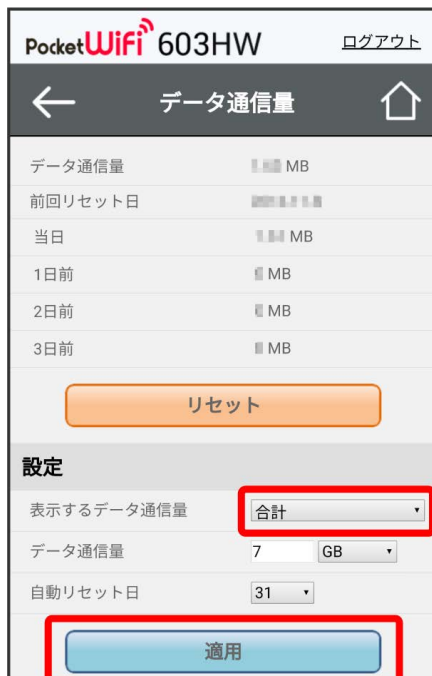 PocketWiFi 603HW ログアウト
データ通信量
データ通信量 MB
前回リセット日
当日 MB
1日前 MB
2日前 MB
3日前 MB
リセット
設定
表示するデータ通信量 合計
データ通信量 7 GB
自動リセット日 31
適用